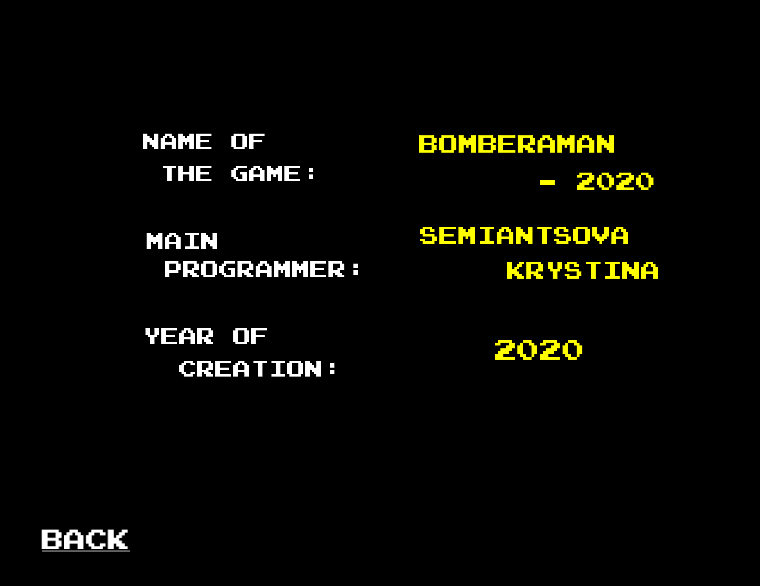 NAME OF
THE GAME:
BOMBERAMAN
- 2020
MAIN
PROGRAMMER:
SEMIANTSOVA
KRYSTINA
YEAR OF
CREATION:
2020
BACK